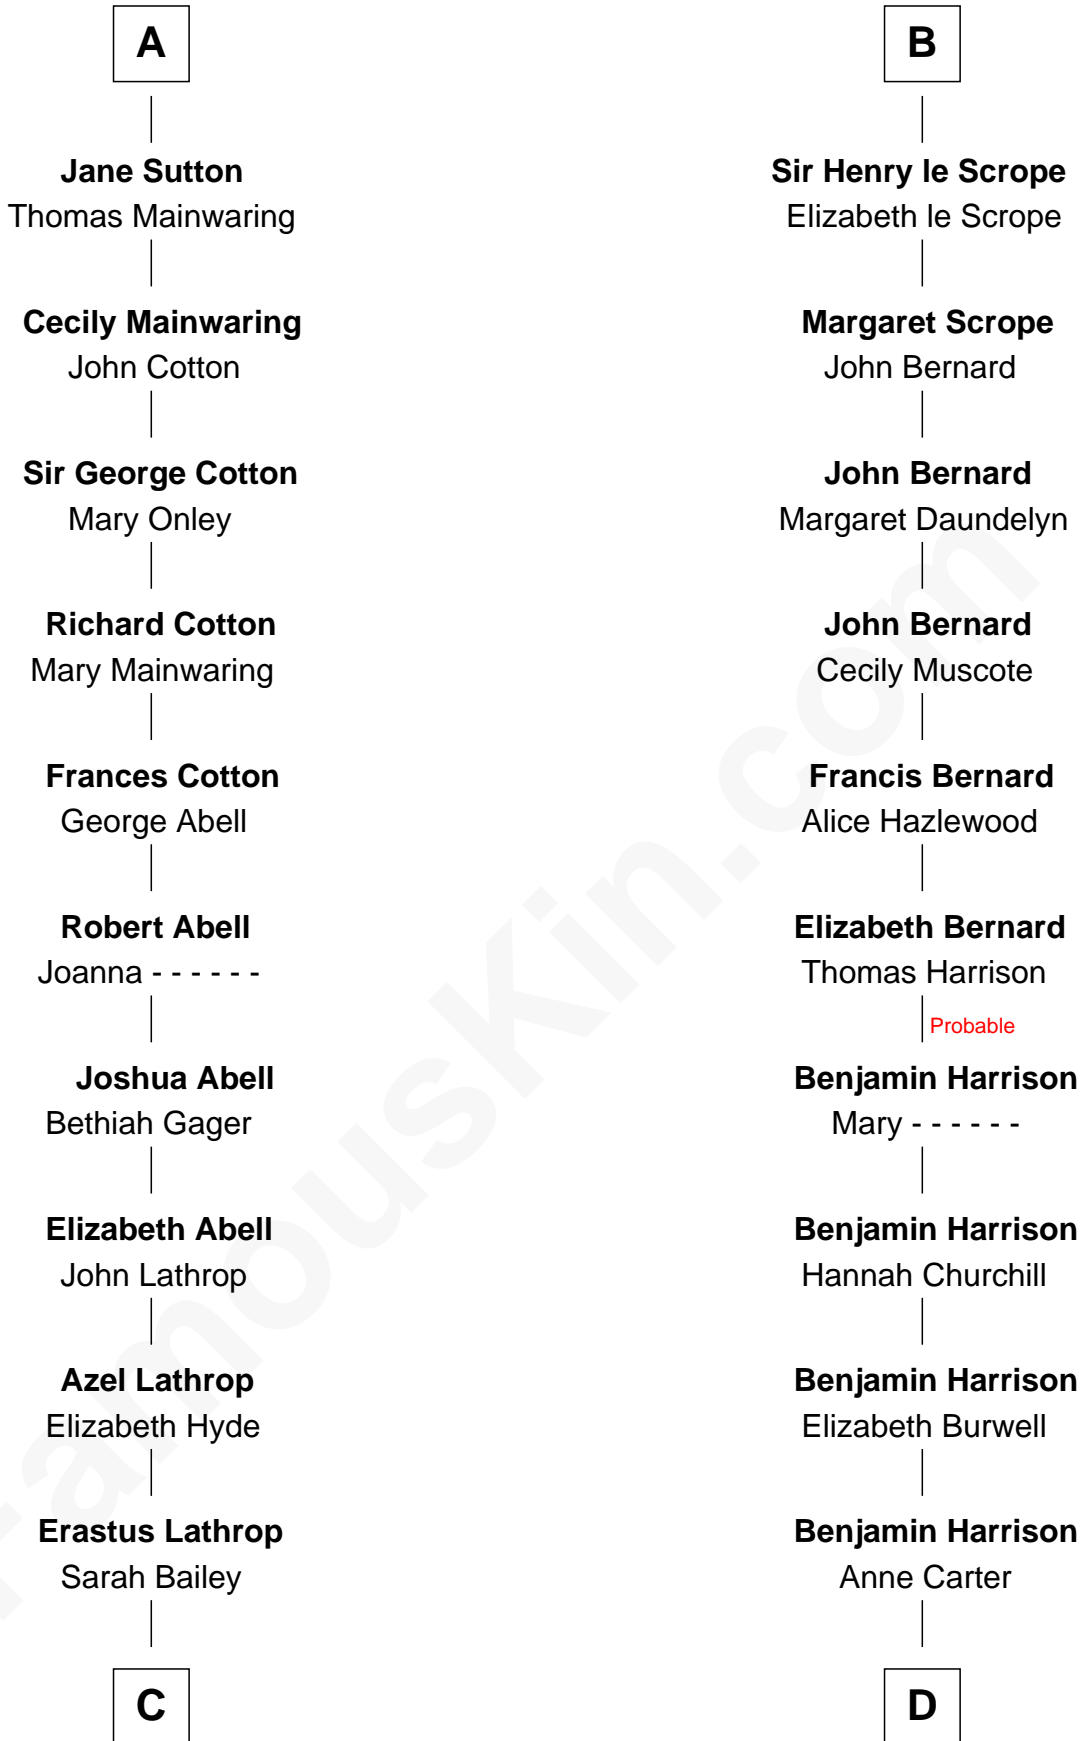 A
Jane Sutton
Thomas Mainwaring
Cecily Mainwaring
John Cotton
Sir George Cotton
Mary Onley
Richard Cotton
Mary Mainwaring
Frances Cotton
George Abell
Robert Abell
Joanna - - - - - -
Joshua Abell
Bethiah Gager
Elizabeth Abell
John Lathrop
Azel Lathrop
Elizabeth Hyde
Erastus Lathrop
Sarah Bailey
C
B
Sir Henry le Scrope
Elizabeth le Scrope
Margaret Scrope
John Bernard
John Bernard
Margaret Daundelyn
John Bernard
Cecily Muscote
Francis Bernard
Alice Hazlewood
Elizabeth Bernard
Thomas Harrison
Probable
Benjamin Harrison
Mary - - - - - -
Benjamin Harrison
Hannah Churchill
Benjamin Harrison
Elizabeth Burwell
Benjamin Harrison
Anne Carter
D
FamousKin.com